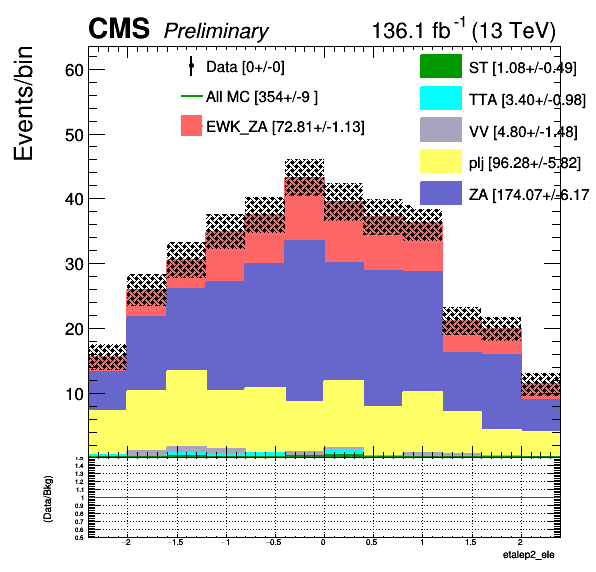 CMS Preliminary 136.1 fb⁻¹ (13 TeV)
Events/bin
Data [0+/-0]
All MC [354+/-9 ]
EWK_ZA [72.81+/-1.13]
ST [1.08+/-0.49]
TTA [3.40+/-0.98]
VV [4.80+/-1.48]
plj [96.28+/-5.82]
ZA [174.07+/-6.17
60
50
40
30
20
10
(Data/Bkg)
1.5
1.4
1.3
1.2
1.1
1
0.9
0.8
0.7
0.6
0.5
−2 −1.5 −1 −0.5 0 0.5 1 1.5 2
etalep2_ele